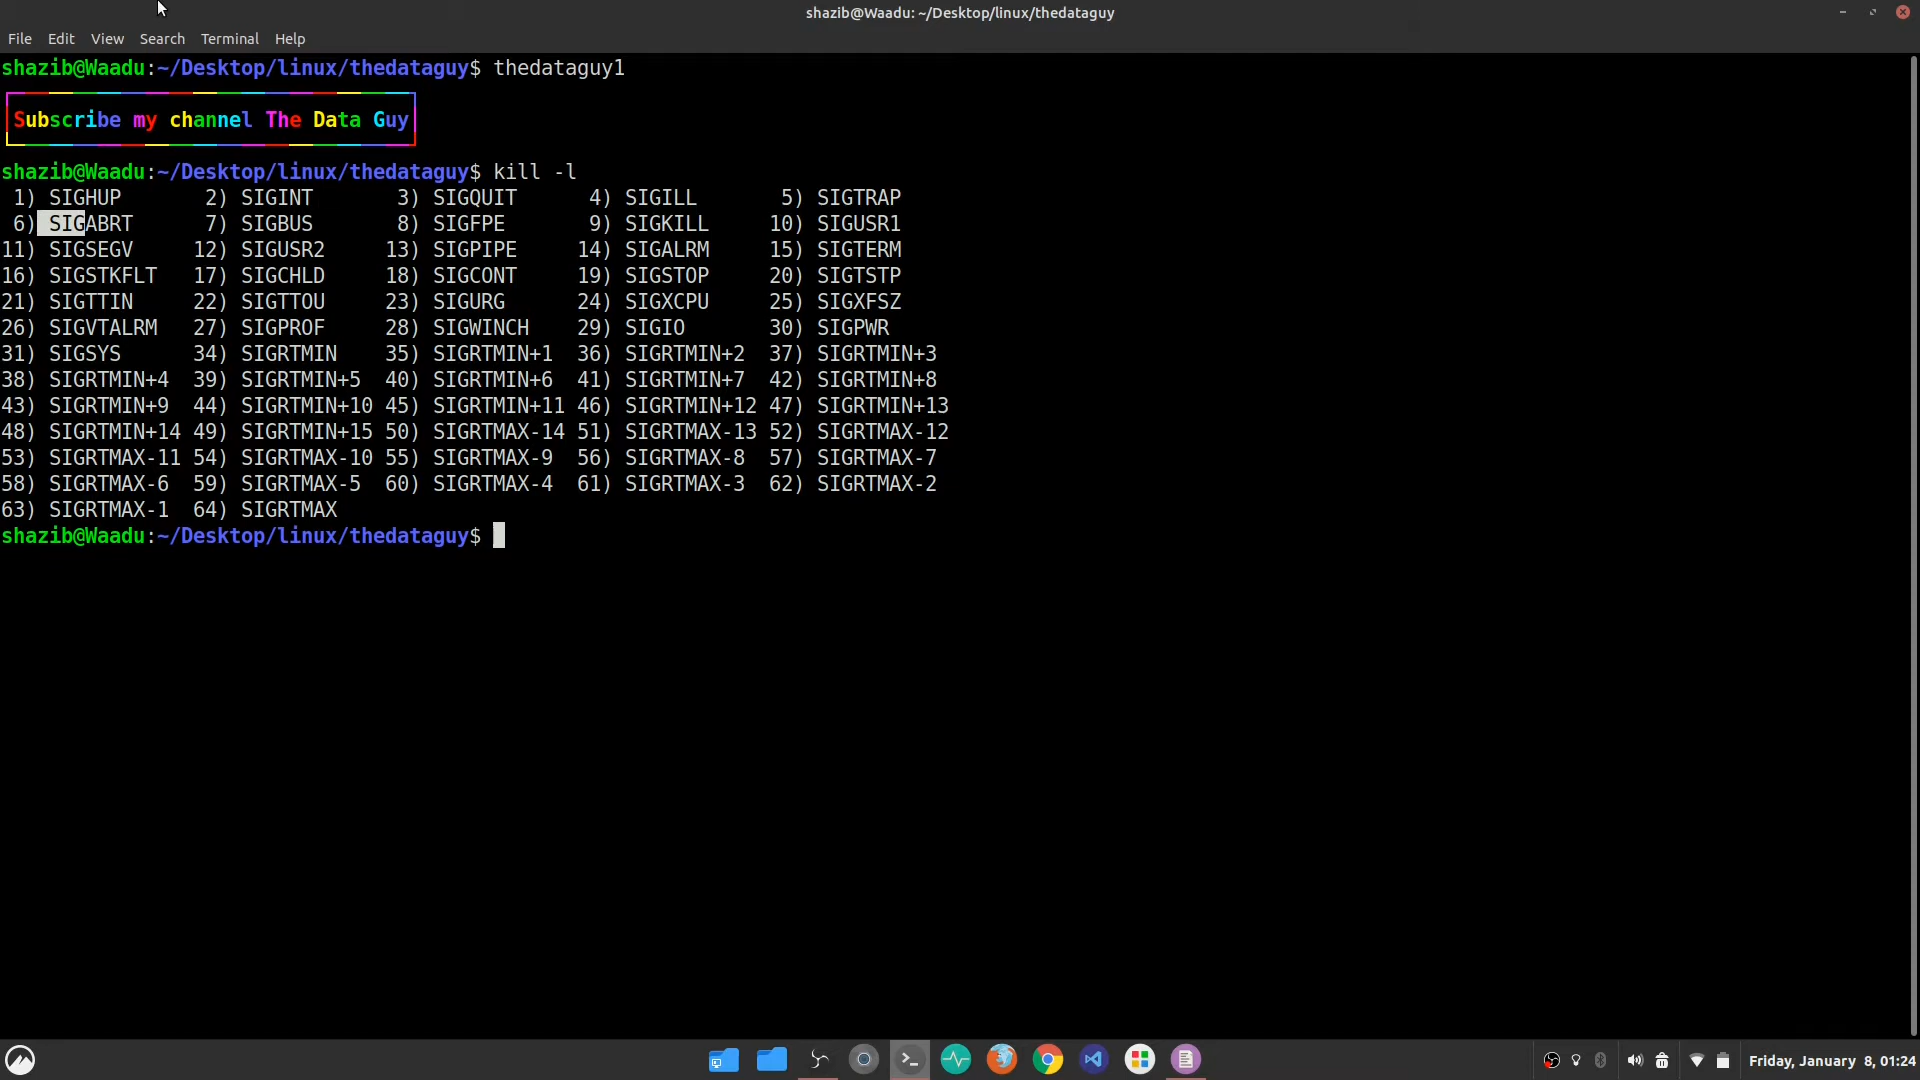 shazib@Waadu: ~/Desktop/linux/thedataguy
File Edit View Search Terminal Help
shazib@Waadu:~/Desktop/linux/thedataguy$ thedataguy1
Subscribe my channel The Data Guy
shazib@Waadu:~/Desktop/linux/thedataguy$ kill -l
1) SIGHUP 2) SIGINT 3) SIGQUIT 4) SIGILL 5) SIGTRAP
6) SIGABRT 7) SIGBUS 8) SIGFPE 9) SIGKILL 10) SIGUSR1
11) SIGSEGV 12) SIGUSR2 13) SIGPIPE 14) SIGALRM 15) SIGTERM
16) SIGSTKFLT 17) SIGCHLD 18) SIGCONT 19) SIGSTOP 20) SIGTSTP
21) SIGTTIN 22) SIGTTOU 23) SIGURG 24) SIGXCPU 25) SIGXFSZ
26) SIGVTALRM 27) SIGPROF 28) SIGWINCH 29) SIGIO 30) SIGPWR
31) SIGSYS 34) SIGRTMIN 35) SIGRTMIN+1 36) SIGRTMIN+2 37) SIGRTMIN+3
38) SIGRTMIN+4 39) SIGRTMIN+5 40) SIGRTMIN+6 41) SIGRTMIN+7 42) SIGRTMIN+8
43) SIGRTMIN+9 44) SIGRTMIN+10 45) SIGRTMIN+11 46) SIGRTMIN+12 47) SIGRTMIN+13
48) SIGRTMIN+14 49) SIGRTMIN+15 50) SIGRTMAX-14 51) SIGRTMAX-13 52) SIGRTMAX-12
53) SIGRTMAX-11 54) SIGRTMAX-10 55) SIGRTMAX-9 56) SIGRTMAX-8 57) SIGRTMAX-7
58) SIGRTMAX-6 59) SIGRTMAX-5 60) SIGRTMAX-4 61) SIGRTMAX-3 62) SIGRTMAX-2
63) SIGRTMAX-1 64) SIGRTMAX
shazib@Waadu:~/Desktop/linux/thedataguy$
Friday, January 8, 01:24